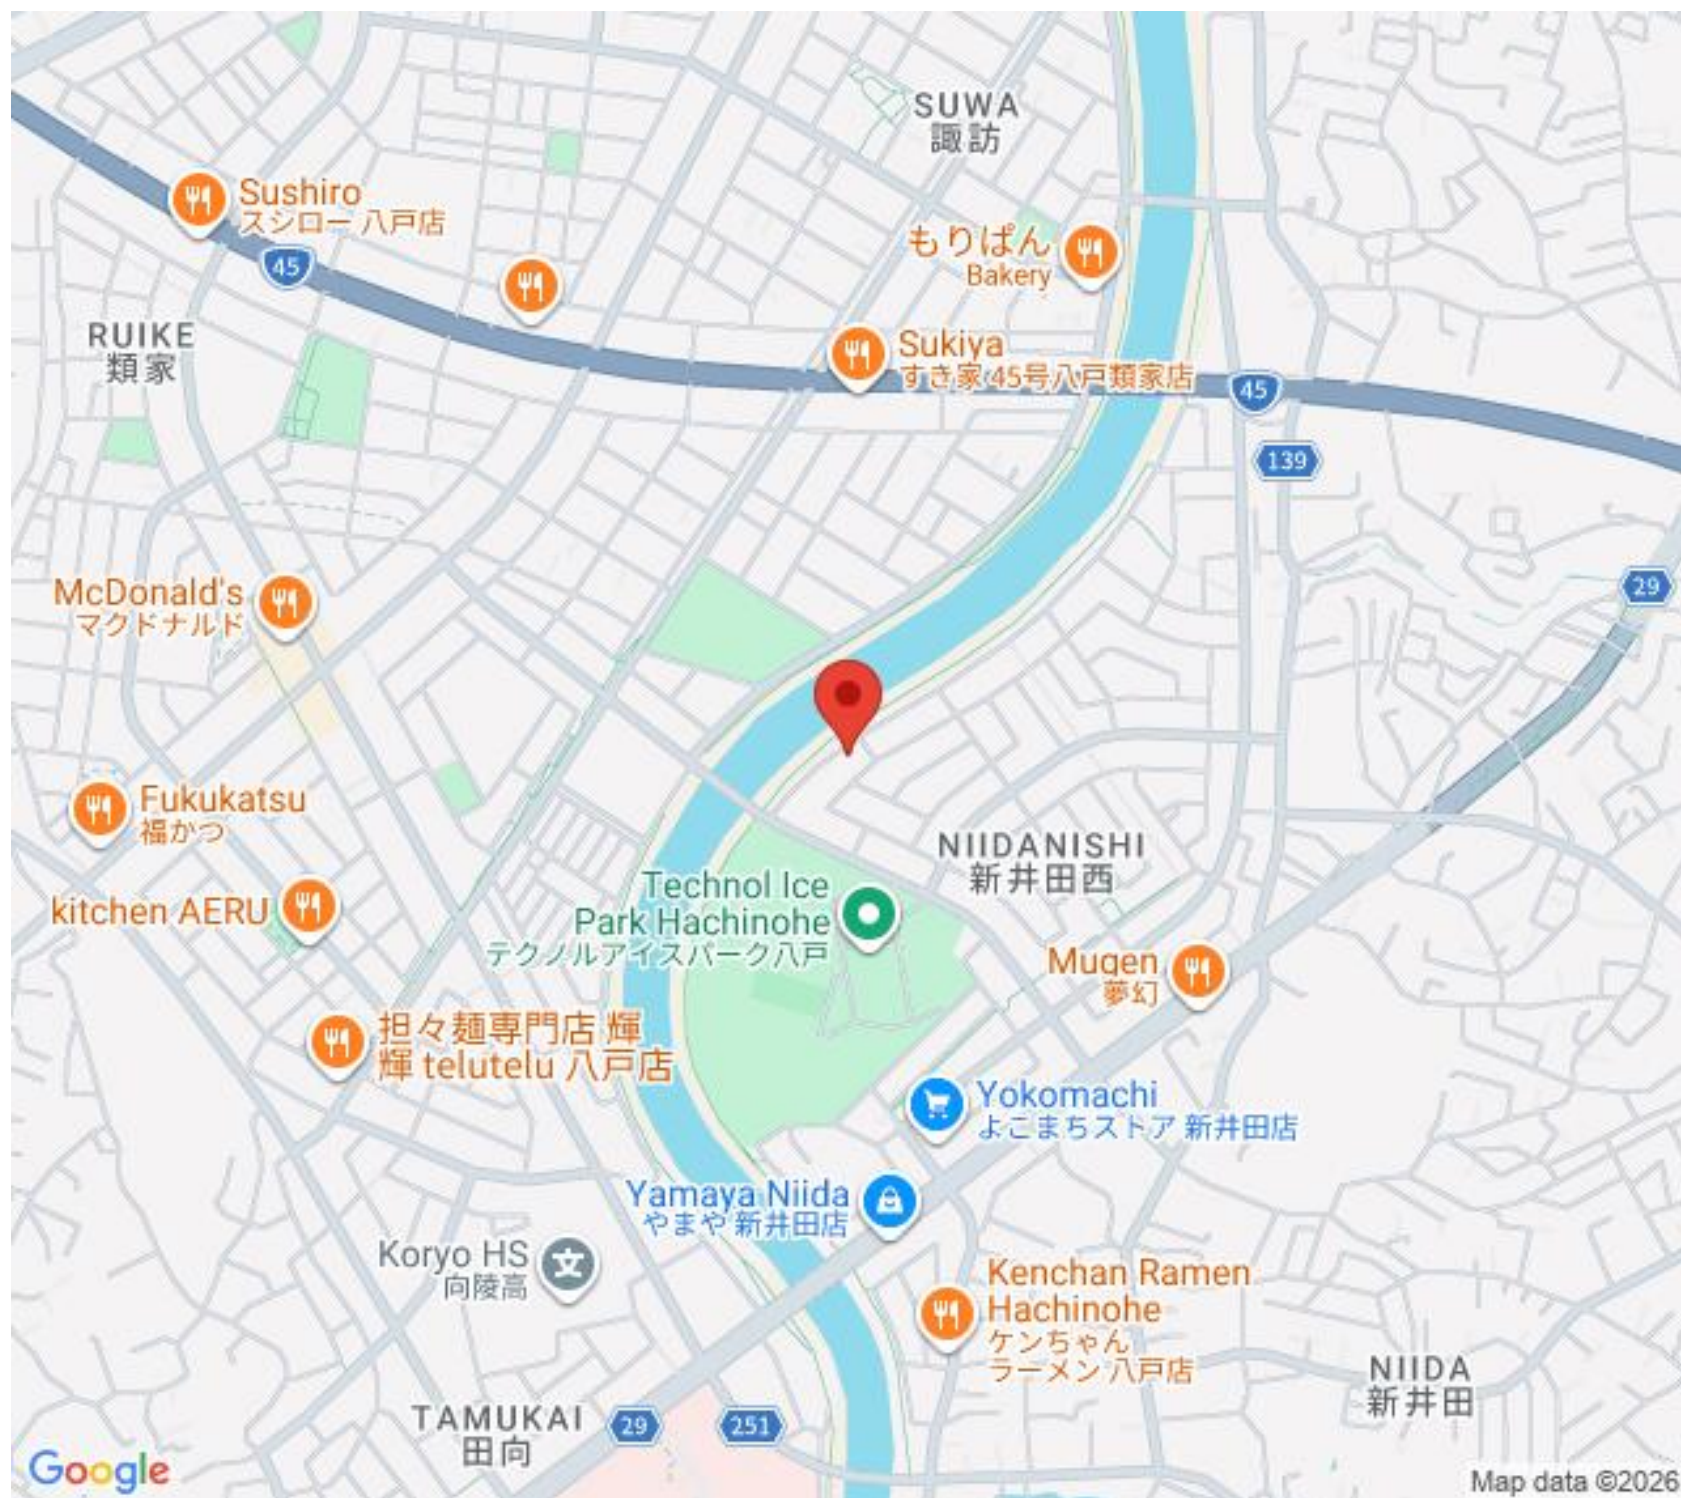 SUWA
諏訪
Sushiro
スシロー 八戸店
もりぱん
Bakery
45
RUIKE
類家
Sukiya
すき家 45号八戸類家店
45
139
McDonald's
マクドナルド
29
Fukukatsu
福かつ
NIIDANISHI
新井田西
Technol Ice
Park Hachinohe
テクノルアイスパーク八戸
kitchen AERU
Mugen
夢幻
担々麺専門店 輝
輝 telutelu 八戸店
Yokomachi
よこまちストア 新井田店
Yamaya Niida
やまや 新井田店
Koryo HS
向陵高
文
Kenchan Ramen
Hachinohe
ケンちゃん
ラーメン 八戸店
NIIDA
新井田
TAMUKAI
田向
29
251
Google
Map data ©2026